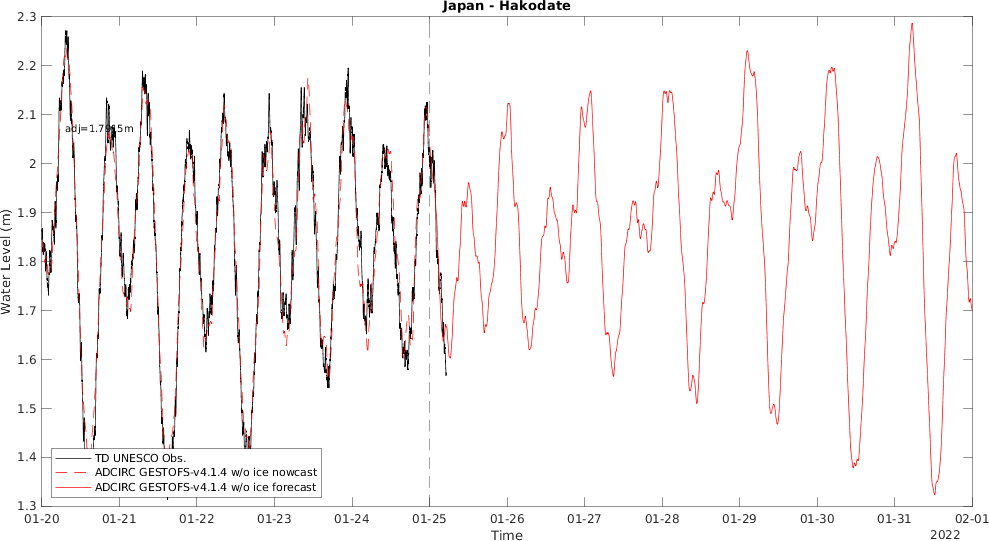 Japan - Hakodate
2.3
2.2
2.1
2
1.9
1.8
1.7
1.6
1.5
1.4
1.3
Water Level (m)
adj=1.7915m
TD UNESCO Obs.
ADCIRC GESTOFS-v4.1.4 w/o ice nowcast
ADCIRC GESTOFS-v4.1.4 w/o ice forecast
01-20 01-21 01-22 01-23 01-24 01-25 01-26 01-27 01-28 01-29 01-30 01-31 02-01
Time
2022